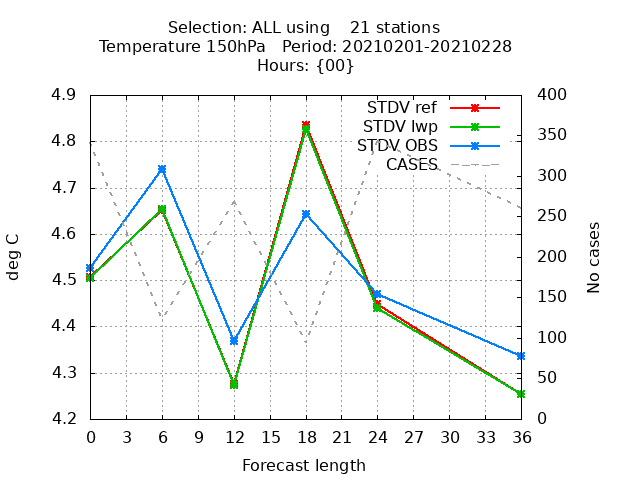 Selection: ALL using    21 stations
Temperature 150hPa   Period: 20210201-20210228
Hours: {00}
4.9
4.8
4.7
4.6
4.5
4.4
4.3
4.2
deg C
STDV ref
STDV lwp
STDV OBS
CASES
400
350
300
250
200
150
100
50
0
No cases
0 3 6 9 12 15 18 21 24 27 30 33 36
Forecast length